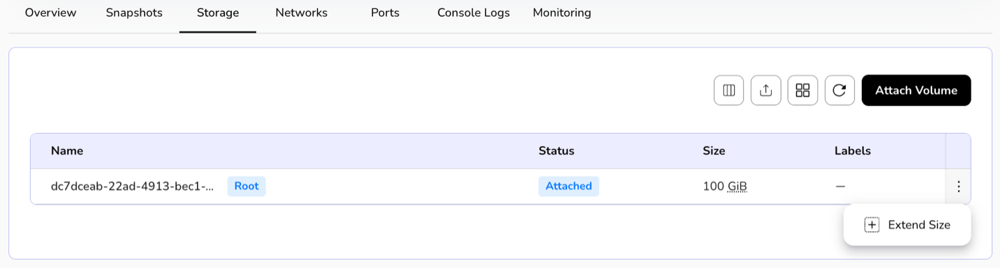 Overview Snapshots Storage Networks Ports Console Logs Monitoring
Attach Volume
Name Status Size Labels
dc7dceab-22ad-4913-bec1-... Root Attached 100 GiB —
Extend Size